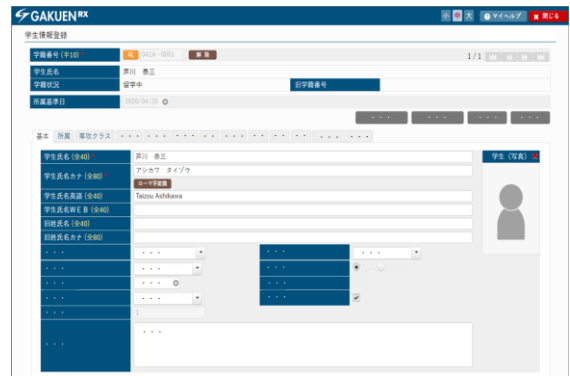 GAKUEN RX
小 中 大 マイヘルプ 閉じる
学生情報登録
学籍番号 (半10)* 041A-0001 解 除 1/1
学生氏名 芦川 泰三
学籍状況 留学中 旧学籍番号
所属基準日 2020/04/20
・・・ ・・・ ・・・ ・・・
基本 所属 専攻クラス ・・・ ・・・ ・・・ ・・ ・・・ ・・ ・・ ・・ ・・・ ・・・
学生氏名 (全40)* 芦川 泰三 学生 (写真)
学生氏名カナ (全80)* アシカワ タイゾウ
ローマ字変換
学生氏名英語 (全40) Taizou Ashikawa
学生氏名WEB (全40)
旧姓氏名 (全40)
旧姓氏名カナ (全80)
・・・ ・・・ ・・・ ・・・
・・・ ・・・ ・・・
・・・ ・・・ ・・・
・・・ ・・・ ・・・
・・・ 1
・・・ ・・・